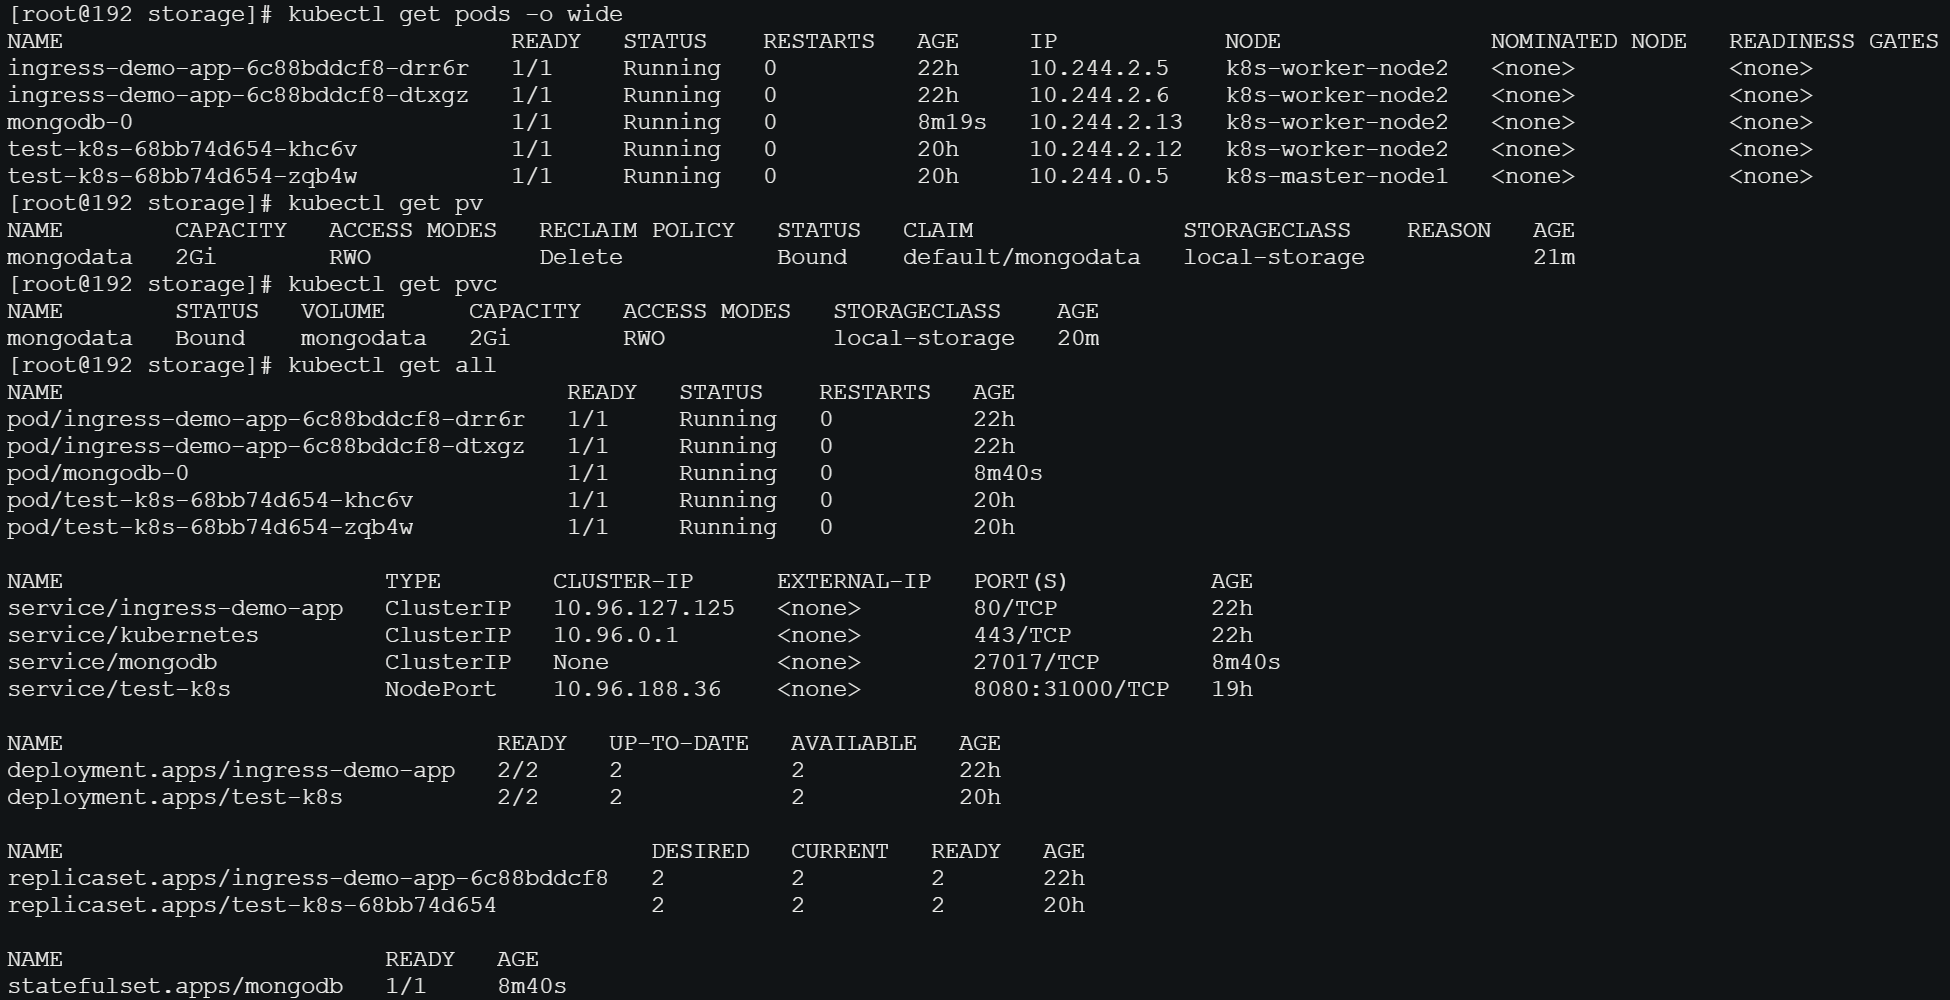 [root@192 storage]# kubectl get pods -o wide
NAME                                READY   STATUS    RESTARTS   AGE     IP            NODE               NOMINATED NODE   READINESS GATES
ingress-demo-app-6c88bddcf8-drr6r   1/1     Running   0          22h     10.244.2.5    k8s-worker-node2   <none>           <none>
ingress-demo-app-6c88bddcf8-dtxgz   1/1     Running   0          22h     10.244.2.6    k8s-worker-node2   <none>           <none>
mongodb-0                           1/1     Running   0          8m19s   10.244.2.13   k8s-worker-node2   <none>           <none>
test-k8s-68bb74d654-khc6v           1/1     Running   0          20h     10.244.2.12   k8s-worker-node2   <none>           <none>
test-k8s-68bb74d654-zqb4w           1/1     Running   0          20h     10.244.0.5    k8s-master-node1   <none>           <none>
[root@192 storage]# kubectl get pv
NAME        CAPACITY   ACCESS MODES   RECLAIM POLICY   STATUS   CLAIM               STORAGECLASS    REASON   AGE
mongodata   2Gi        RWO            Delete           Bound    default/mongodata   local-storage            21m
[root@192 storage]# kubectl get pvc
NAME        STATUS   VOLUME      CAPACITY   ACCESS MODES   STORAGECLASS    AGE
mongodata   Bound    mongodata   2Gi        RWO            local-storage   20m
[root@192 storage]# kubectl get all
NAME                                    READY   STATUS    RESTARTS   AGE
pod/ingress-demo-app-6c88bddcf8-drr6r   1/1     Running   0          22h
pod/ingress-demo-app-6c88bddcf8-dtxgz   1/1     Running   0          22h
pod/mongodb-0                           1/1     Running   0          8m40s
pod/test-k8s-68bb74d654-khc6v           1/1     Running   0          20h
pod/test-k8s-68bb74d654-zqb4w           1/1     Running   0          20h

NAME                       TYPE        CLUSTER-IP      EXTERNAL-IP   PORT(S)          AGE
service/ingress-demo-app   ClusterIP   10.96.127.125   <none>        80/TCP           22h
service/kubernetes         ClusterIP   10.96.0.1       <none>        443/TCP          22h
service/mongodb            ClusterIP   None            <none>        27017/TCP        8m40s
service/test-k8s           NodePort    10.96.188.36    <none>        8080:31000/TCP   19h

NAME                               READY   UP-TO-DATE   AVAILABLE   AGE
deployment.apps/ingress-demo-app   2/2     2            2           22h
deployment.apps/test-k8s           2/2     2            2           20h

NAME                                          DESIRED   CURRENT   READY   AGE
replicaset.apps/ingress-demo-app-6c88bddcf8   2         2         2       22h
replicaset.apps/test-k8s-68bb74d654           2         2         2       20h

NAME                       READY   AGE
statefulset.apps/mongodb   1/1     8m40s